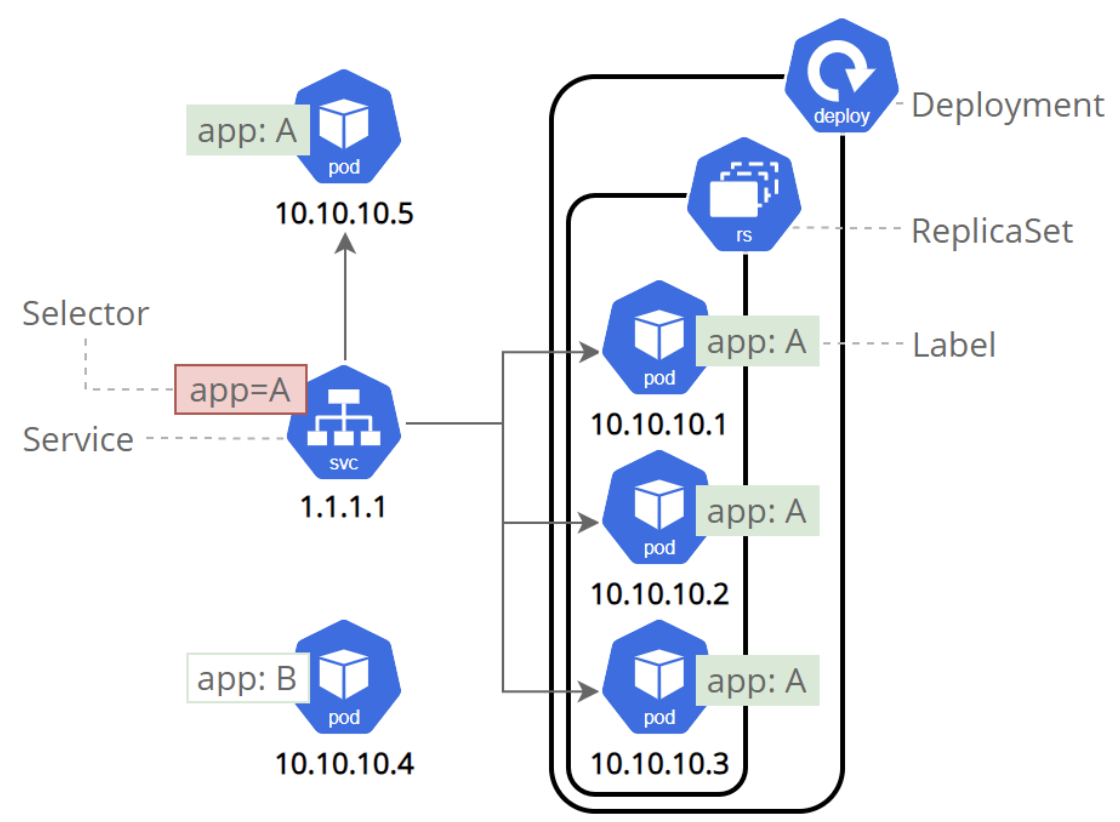 deploy
Deployment
app: A
pod
10.10.10.5
rs
ReplicaSet
Selector
app=A
Service
svc
1.1.1.1
pod
app: A
Label
10.10.10.1
pod
app: A
10.10.10.2
app: B
pod
10.10.10.4
pod
app: A
10.10.10.3